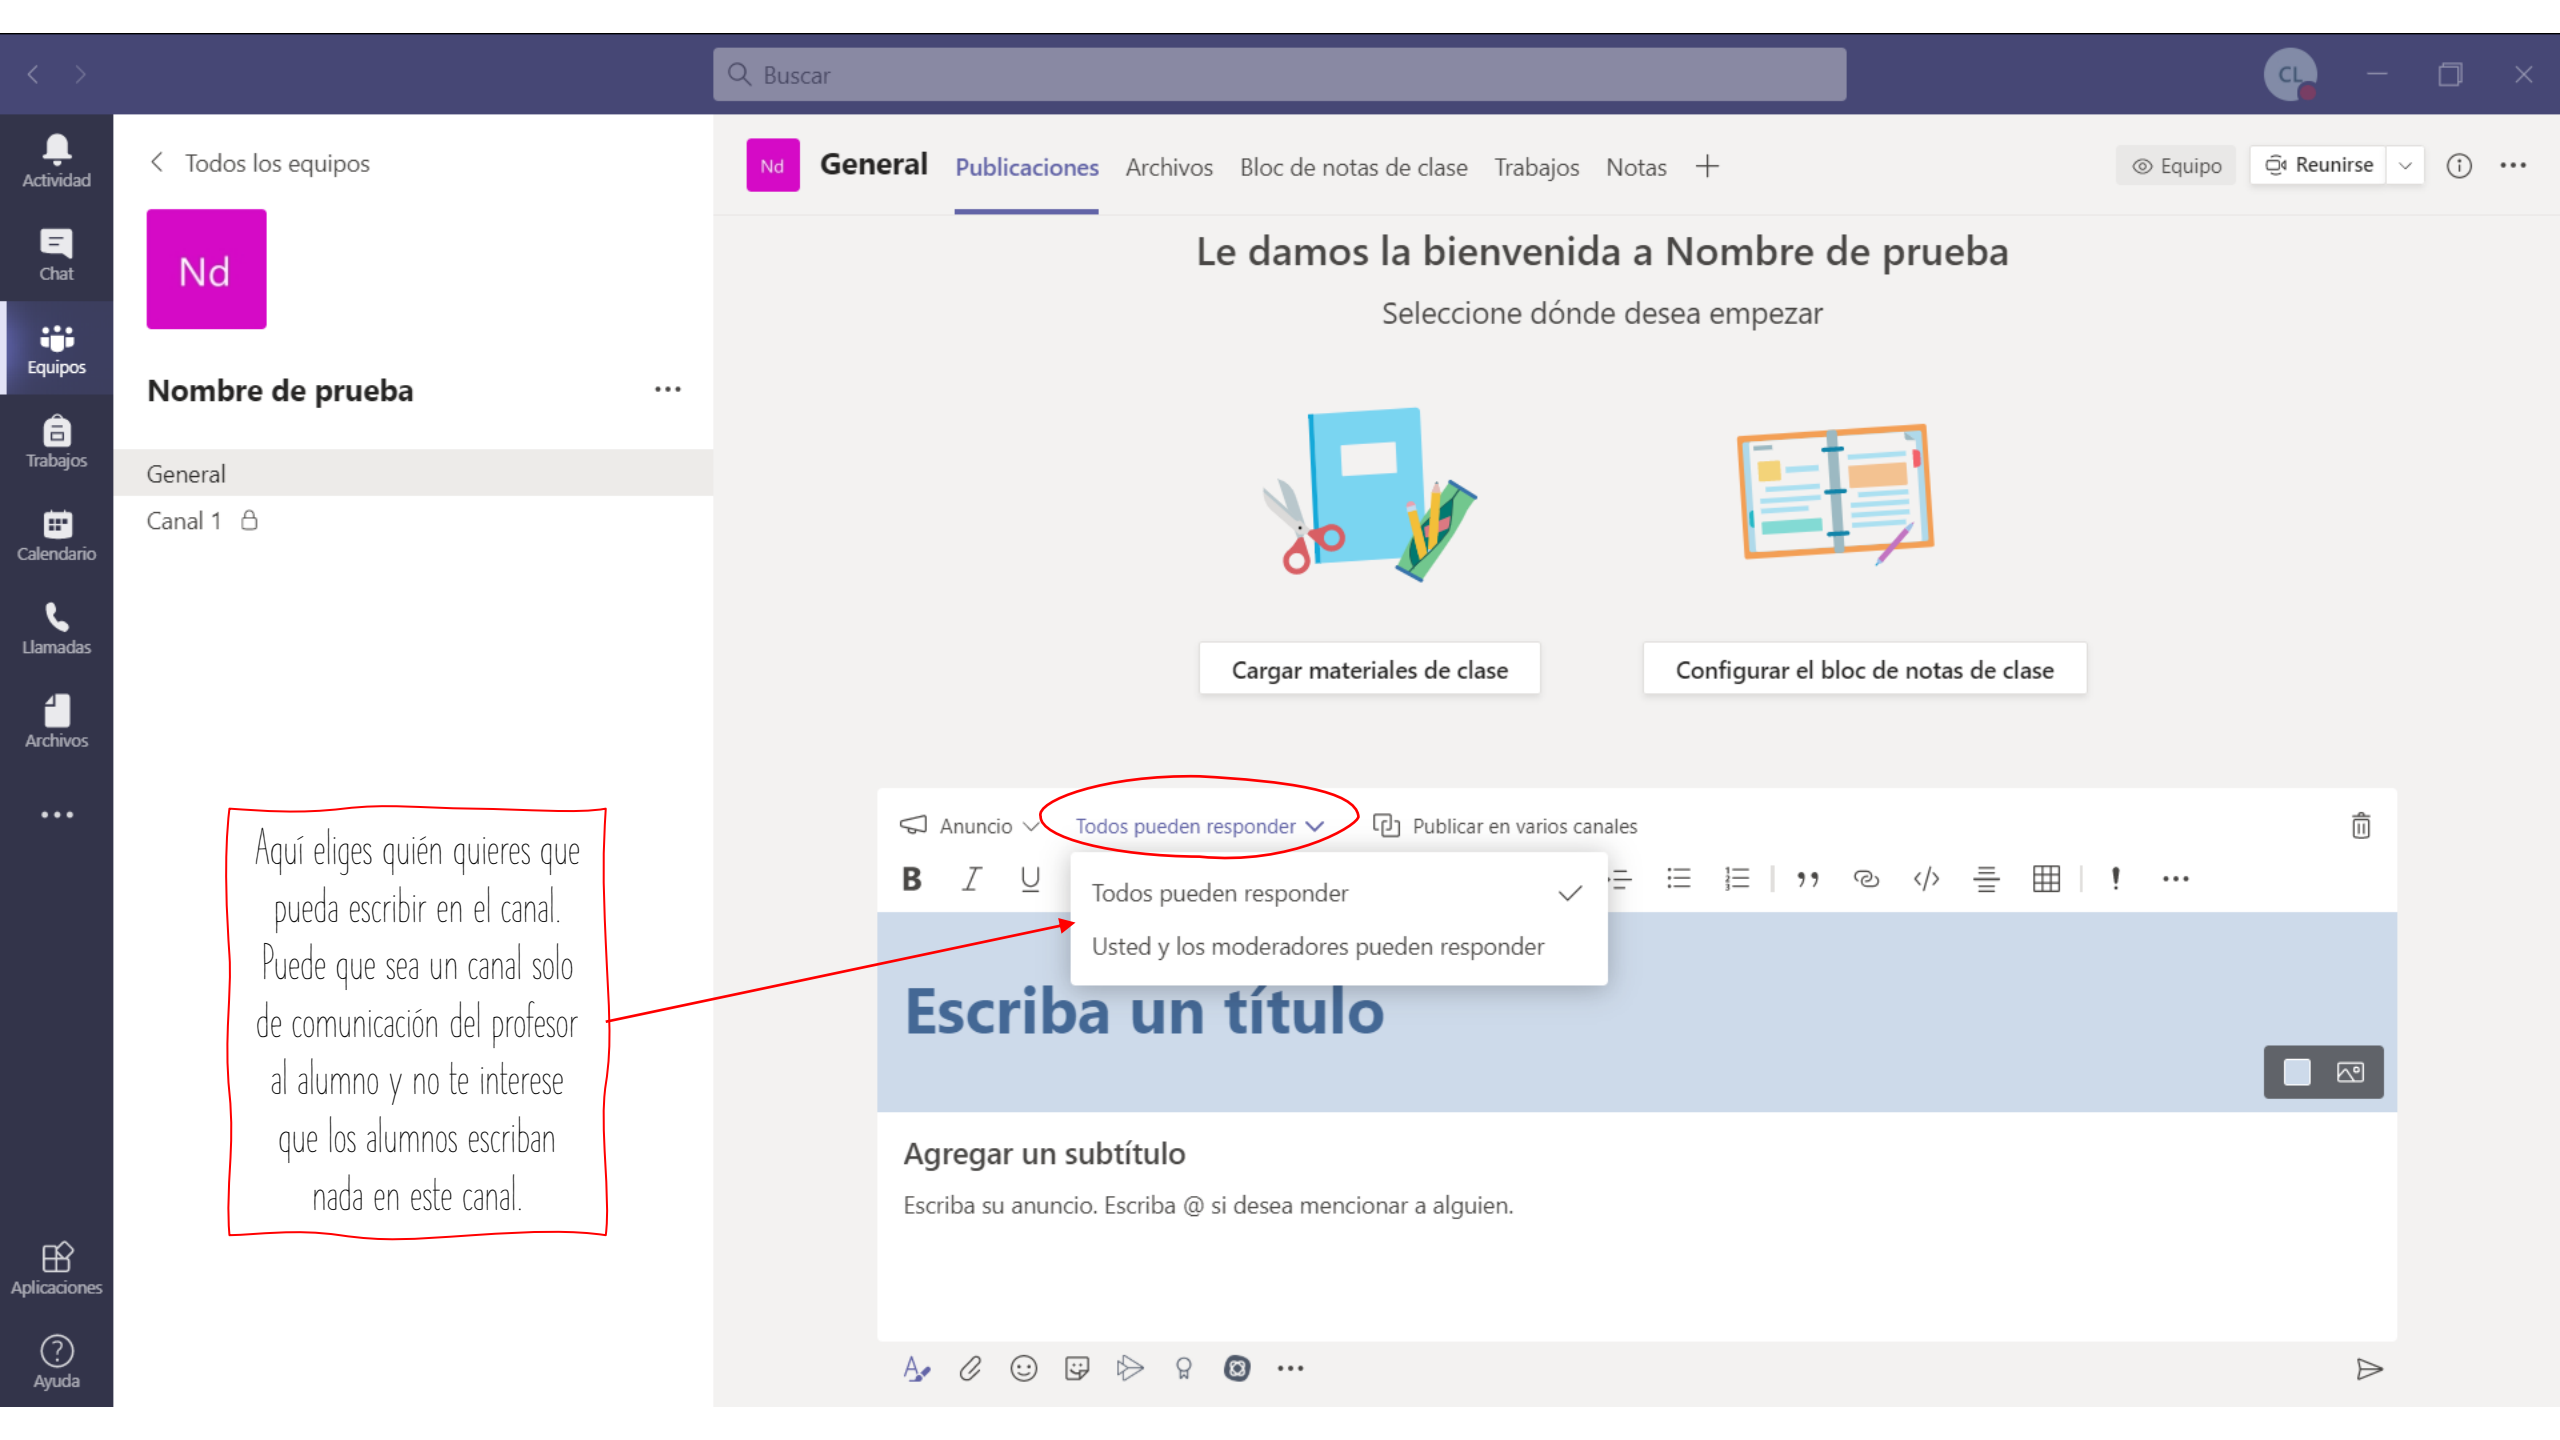 Buscar
CL
Actividad
Chat
Equipos
Trabajos
Calendario
Llamadas
Archivos
Aplicaciones
Ayuda
Todos los equipos
Nd
Nombre de prueba
General
Canal 1
Aquí eliges quién quieres que
pueda escribir en el canal.
Puede que sea un canal solo
de comunicación del profesor
al alumno y no te interese
que los alumnos escriban
nada en este canal.
Nd General Publicaciones Archivos Bloc de notas de clase Trabajos Notas
Equipo Reunirse
Le damos la bienvenida a Nombre de prueba
Seleccione dónde desea empezar
Cargar materiales de clase Configurar el bloc de notas de clase
Anuncio Todos pueden responder Publicar en varios canales
B I U
Todos pueden responder
Usted y los moderadores pueden responder
Escriba un título
Agregar un subtítulo
Escriba su anuncio. Escriba @ si desea mencionar a alguien.